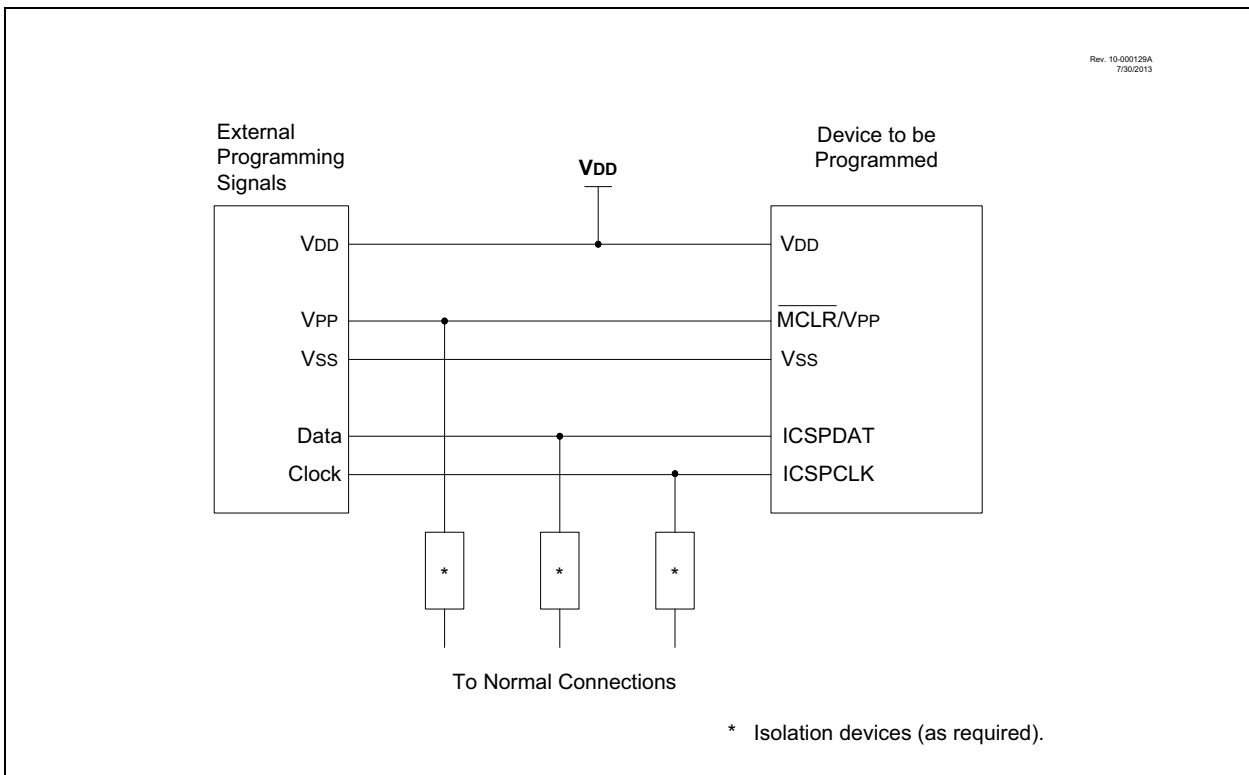 Rev. 10-000129A
7/30/2013
External
Programming
Signals
Device to be
Programmed
VDD
VDD
VDD
VPP
MCLR/VPP
VSS
VSS
Data
ICSPDAT
Clock
ICSPCLK
* * *
To Normal Connections
* Isolation devices (as required).